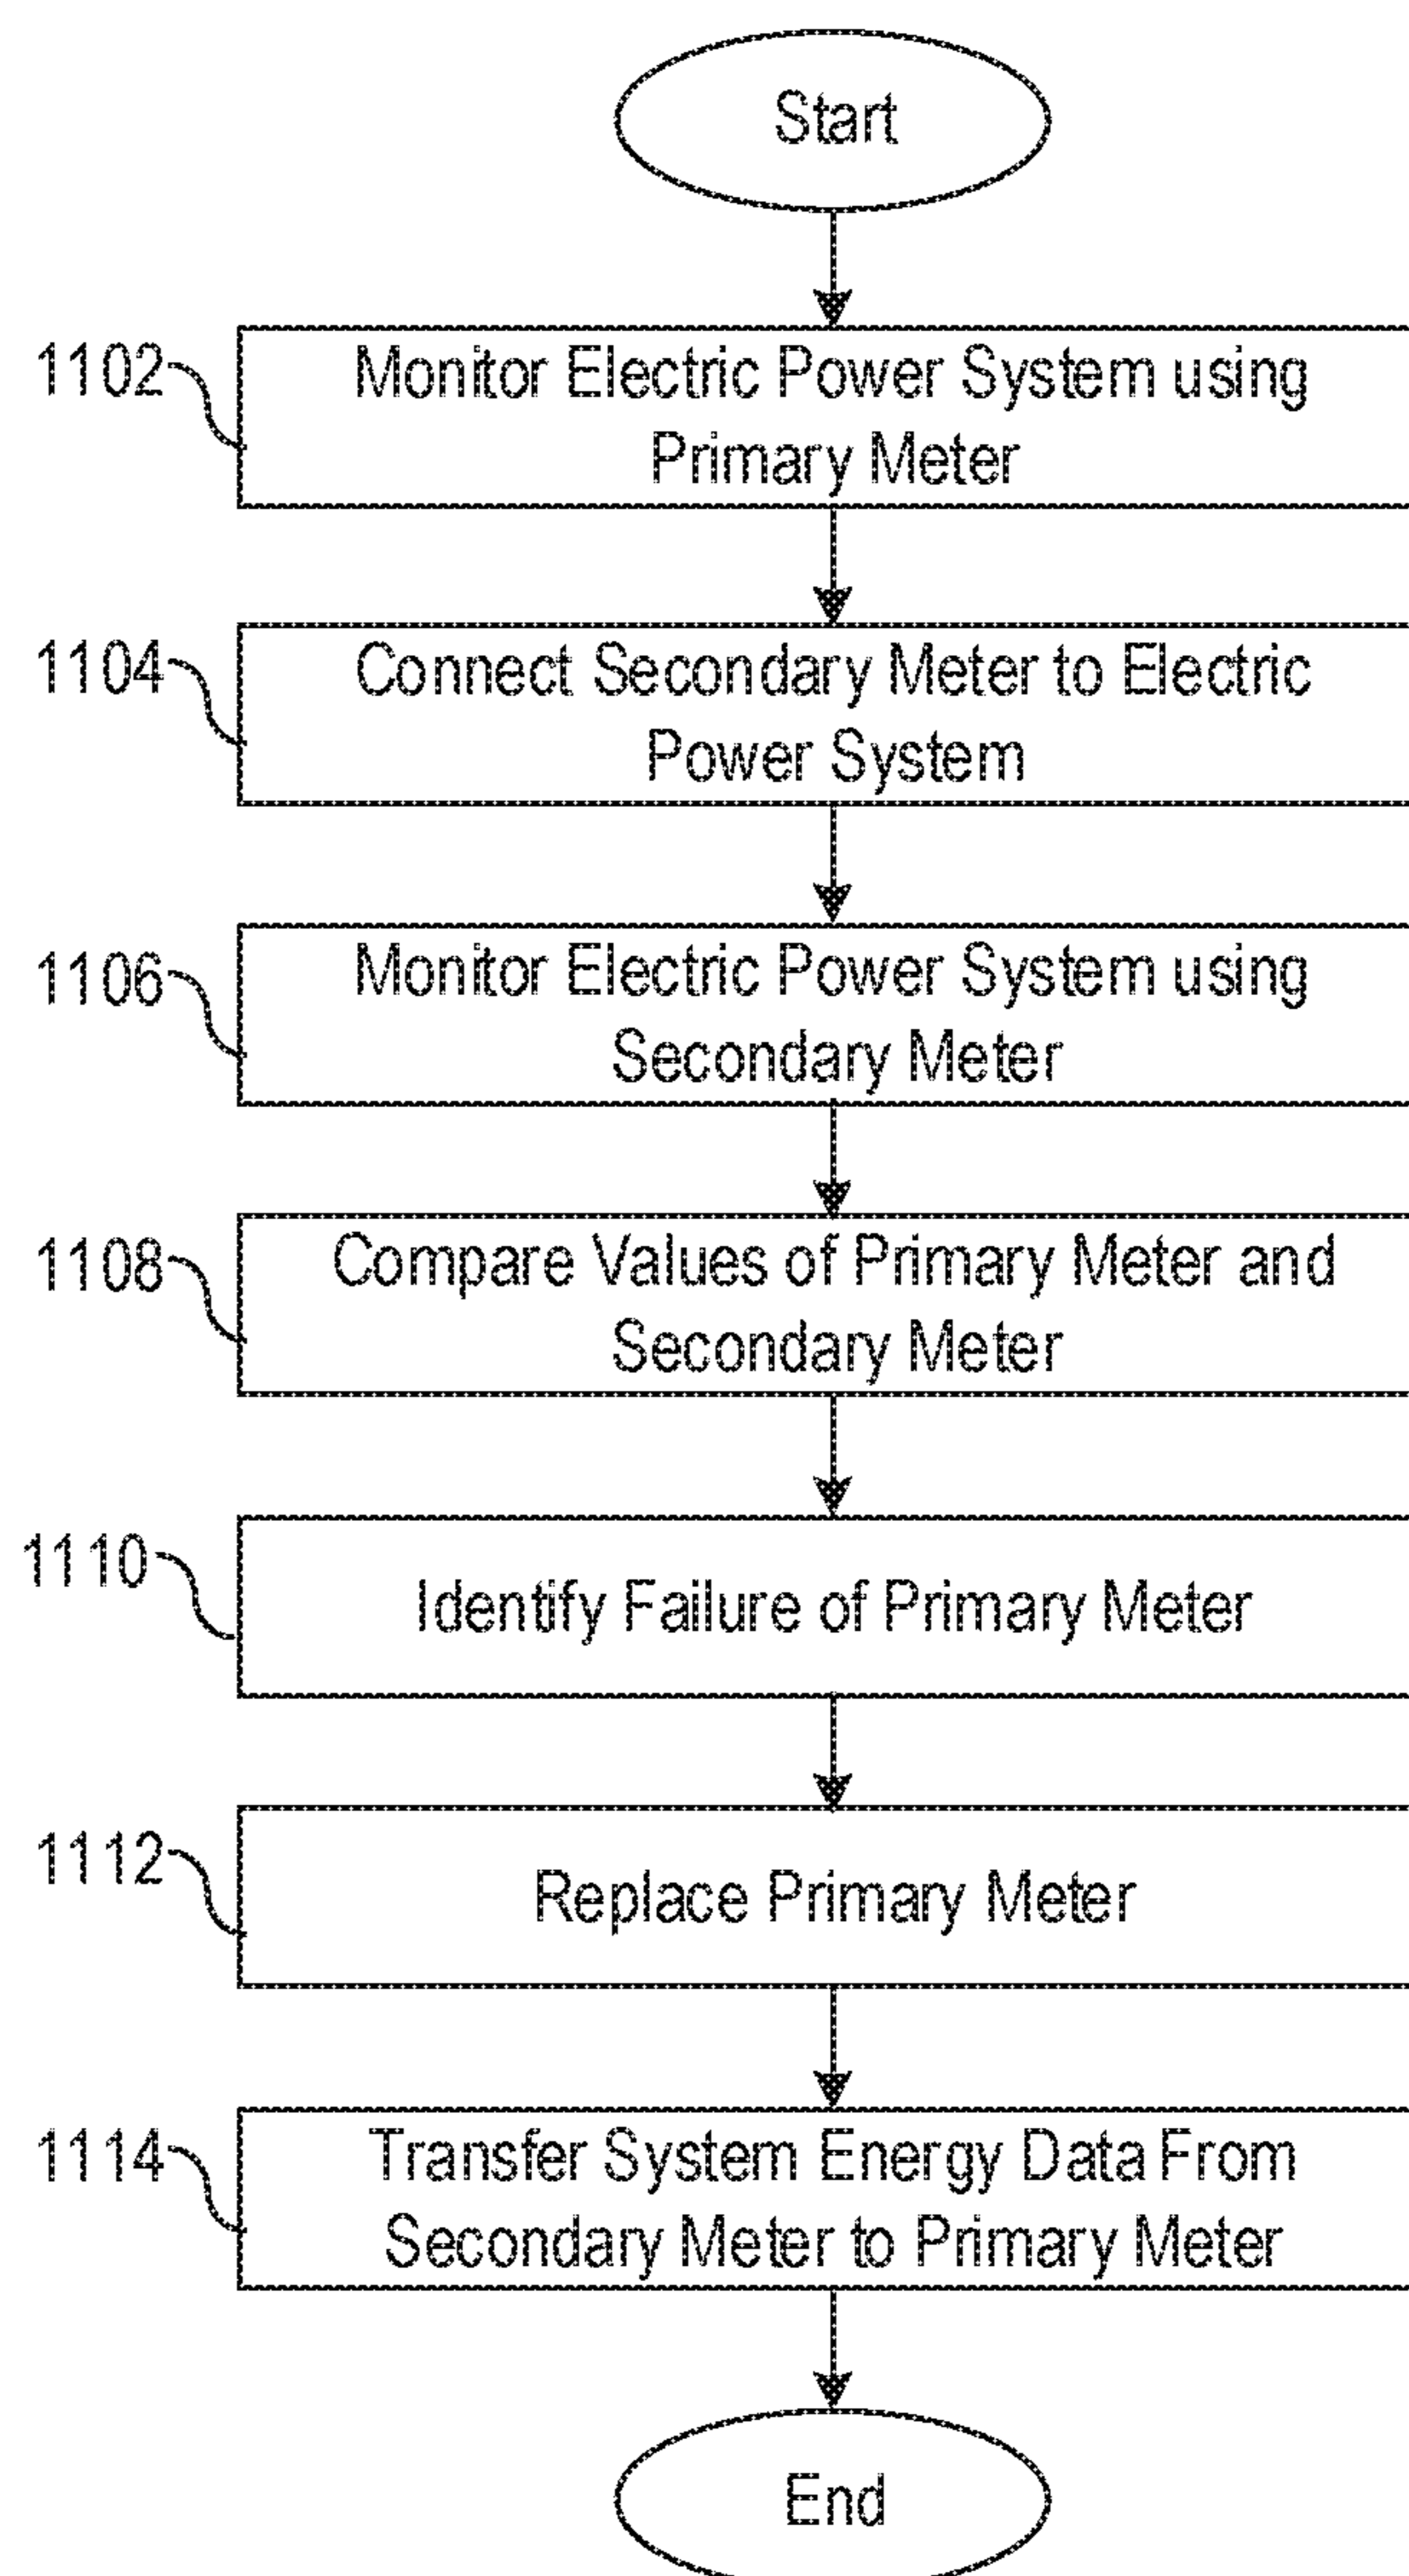 Start
1102
Monitor Electric Power System using
Primary Meter
1104
Connect Secondary Meter to Electric
Power System
1106
Monitor Electric Power System using
Secondary Meter
1108
Compare Values of Primary Meter and
Secondary Meter
1110
Identify Failure of Primary Meter
1112
Replace Primary Meter
1114
Transfer System Energy Data From
Secondary Meter to Primary Meter
End